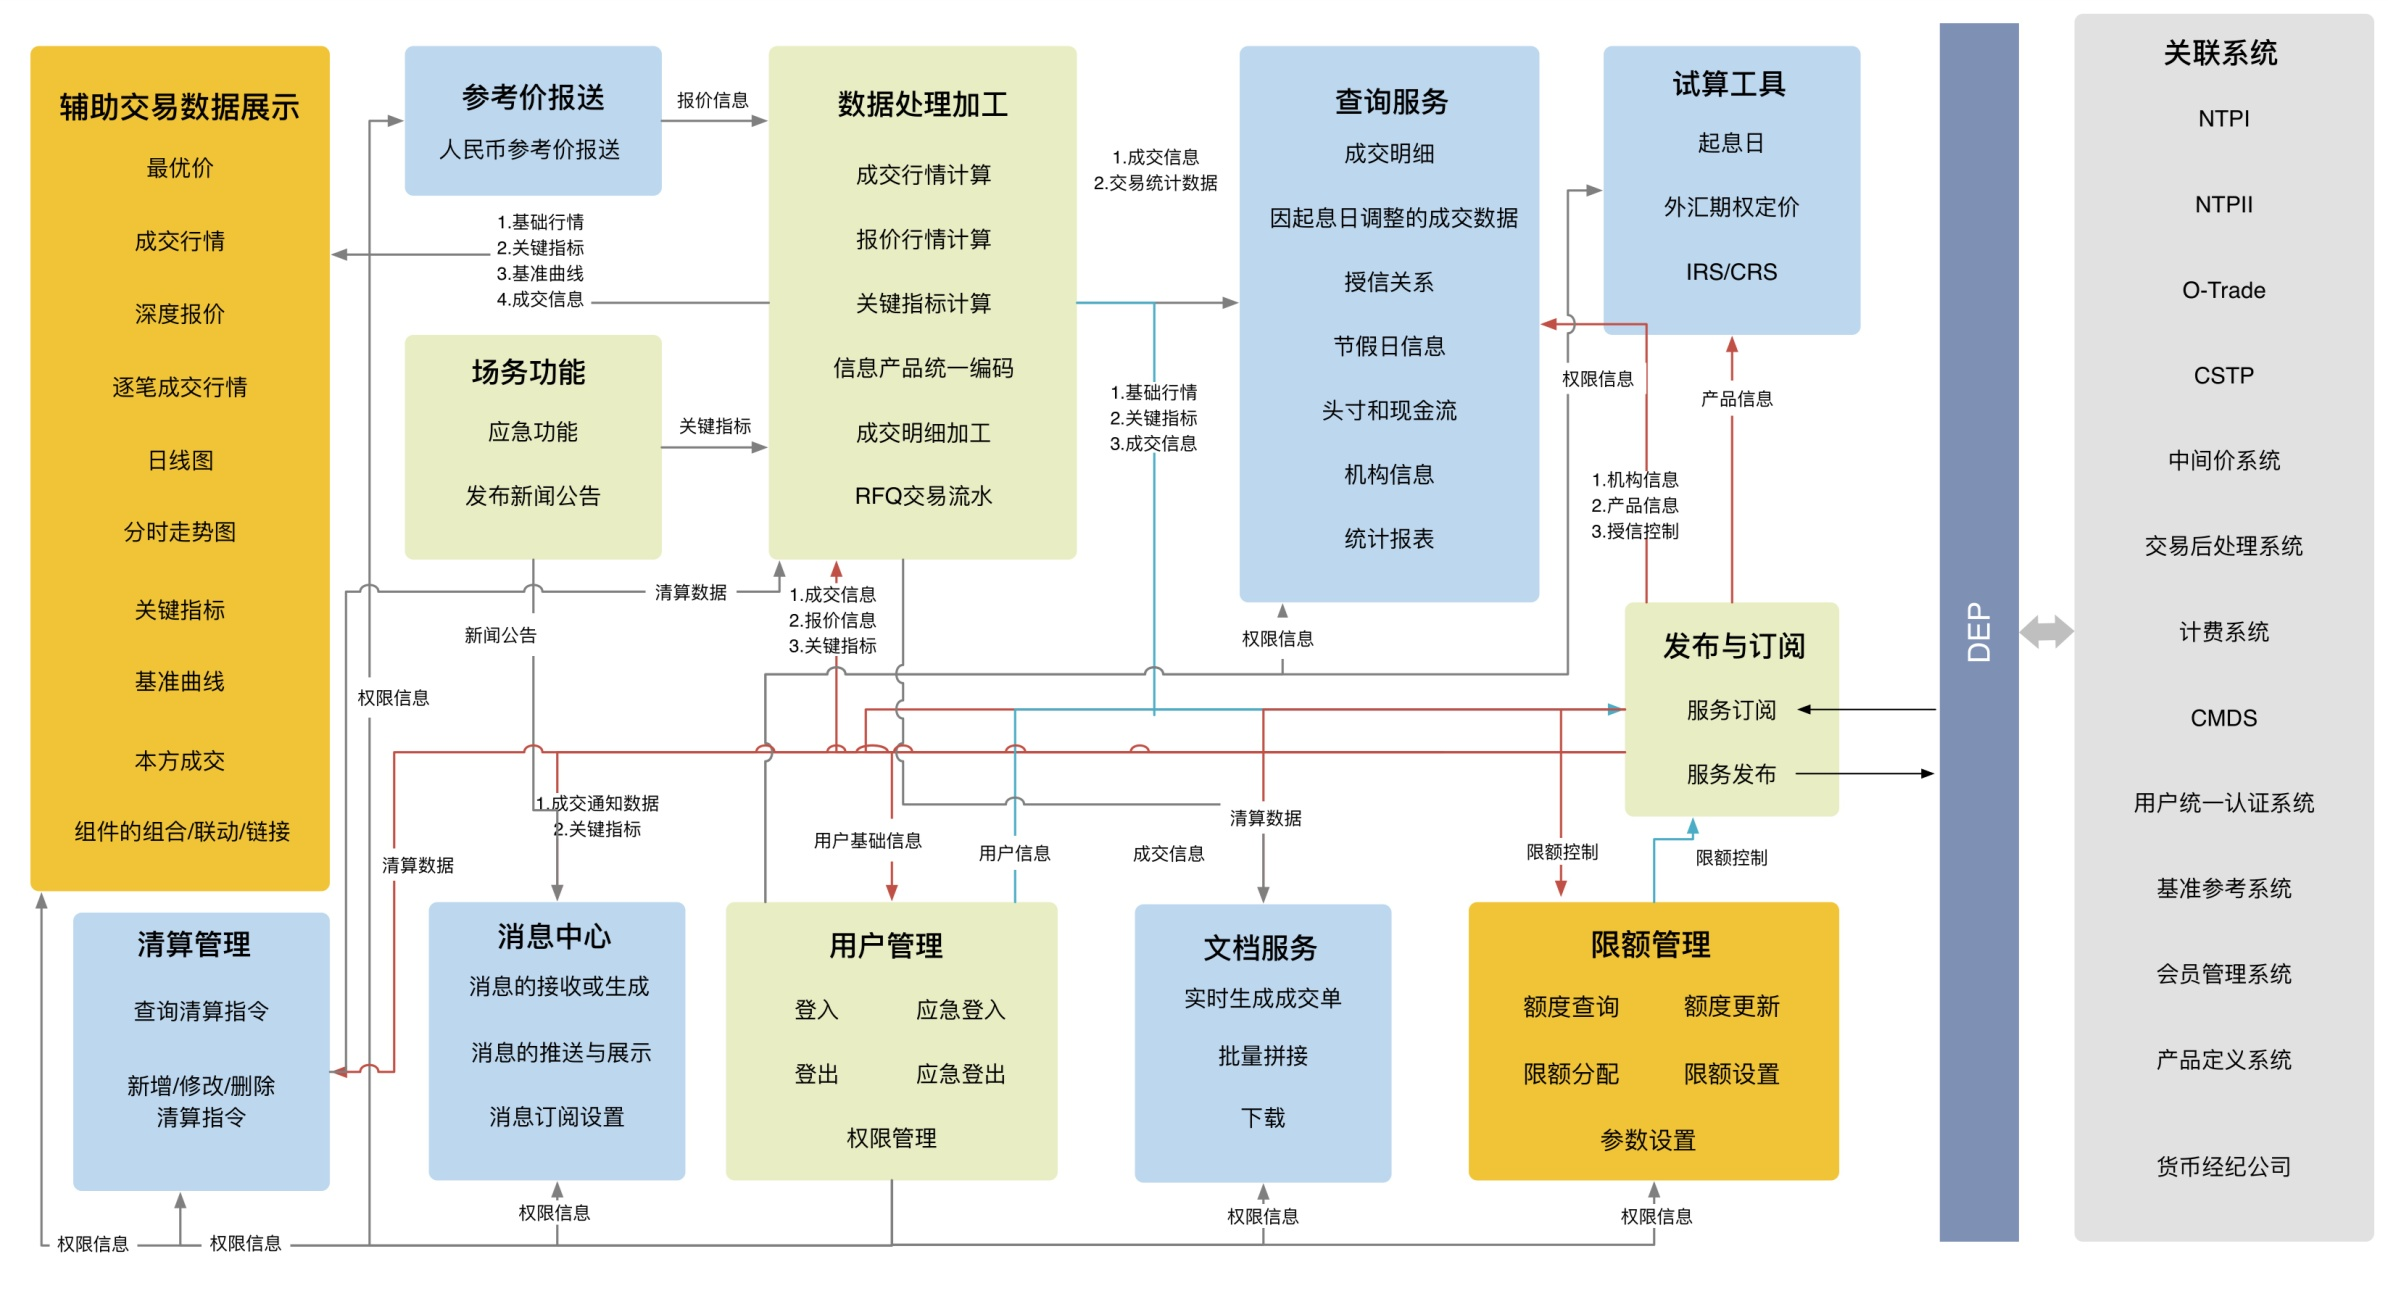 辅助交易数据展示
最优价
成交行情
深度报价
逐笔成交行情
日线图
分时走势图
关键指标
基准曲线
本方成交
组件的组合/联动/链接
参考价报送
人民币参考价报送
报价信息
1.基础行情
2.关键指标
3.基准曲线
4.成交信息
场务功能
应急功能
发布新闻公告
关键指标
数据处理加工
成交行情计算
报价行情计算
关键指标计算
信息产品统一编码
成交明细加工
RFQ交易流水
1.成交信息
2.交易统计数据
1.基础行情
2.关键指标
3.成交信息
查询服务
成交明细
因起息日调整的成交数据
授信关系
节假日信息
头寸和现金流
机构信息
统计报表
试算工具
起息日
外汇期权定价
IRS/CRS
权限信息
产品信息
1.机构信息
2.产品信息
3.授信控制
清算数据
1.成交信息
2.报价信息
3.关键指标
新闻公告
权限信息
权限信息
发布与订阅
服务订阅
服务发布
1.成交通知数据
2.关键指标
清算数据
用户基础信息
用户信息
成交信息
清算数据
限额控制
限额控制
清算管理
查询清算指令
新增/修改/删除
清算指令
消息中心
消息的接收或生成
消息的推送与展示
消息订阅设置
用户管理
登入
应急登入
登出
应急登出
权限管理
文档服务
实时生成成交单
批量拼接
下载
限额管理
额度查询
额度更新
限额分配
限额设置
参数设置
权限信息
权限信息
权限信息
权限信息
权限信息
DEP
关联系统
NTPI
NTPII
O-Trade
CSTP
中间价系统
交易后处理系统
计费系统
CMDS
用户统一认证系统
基准参考系统
会员管理系统
产品定义系统
货币经纪公司